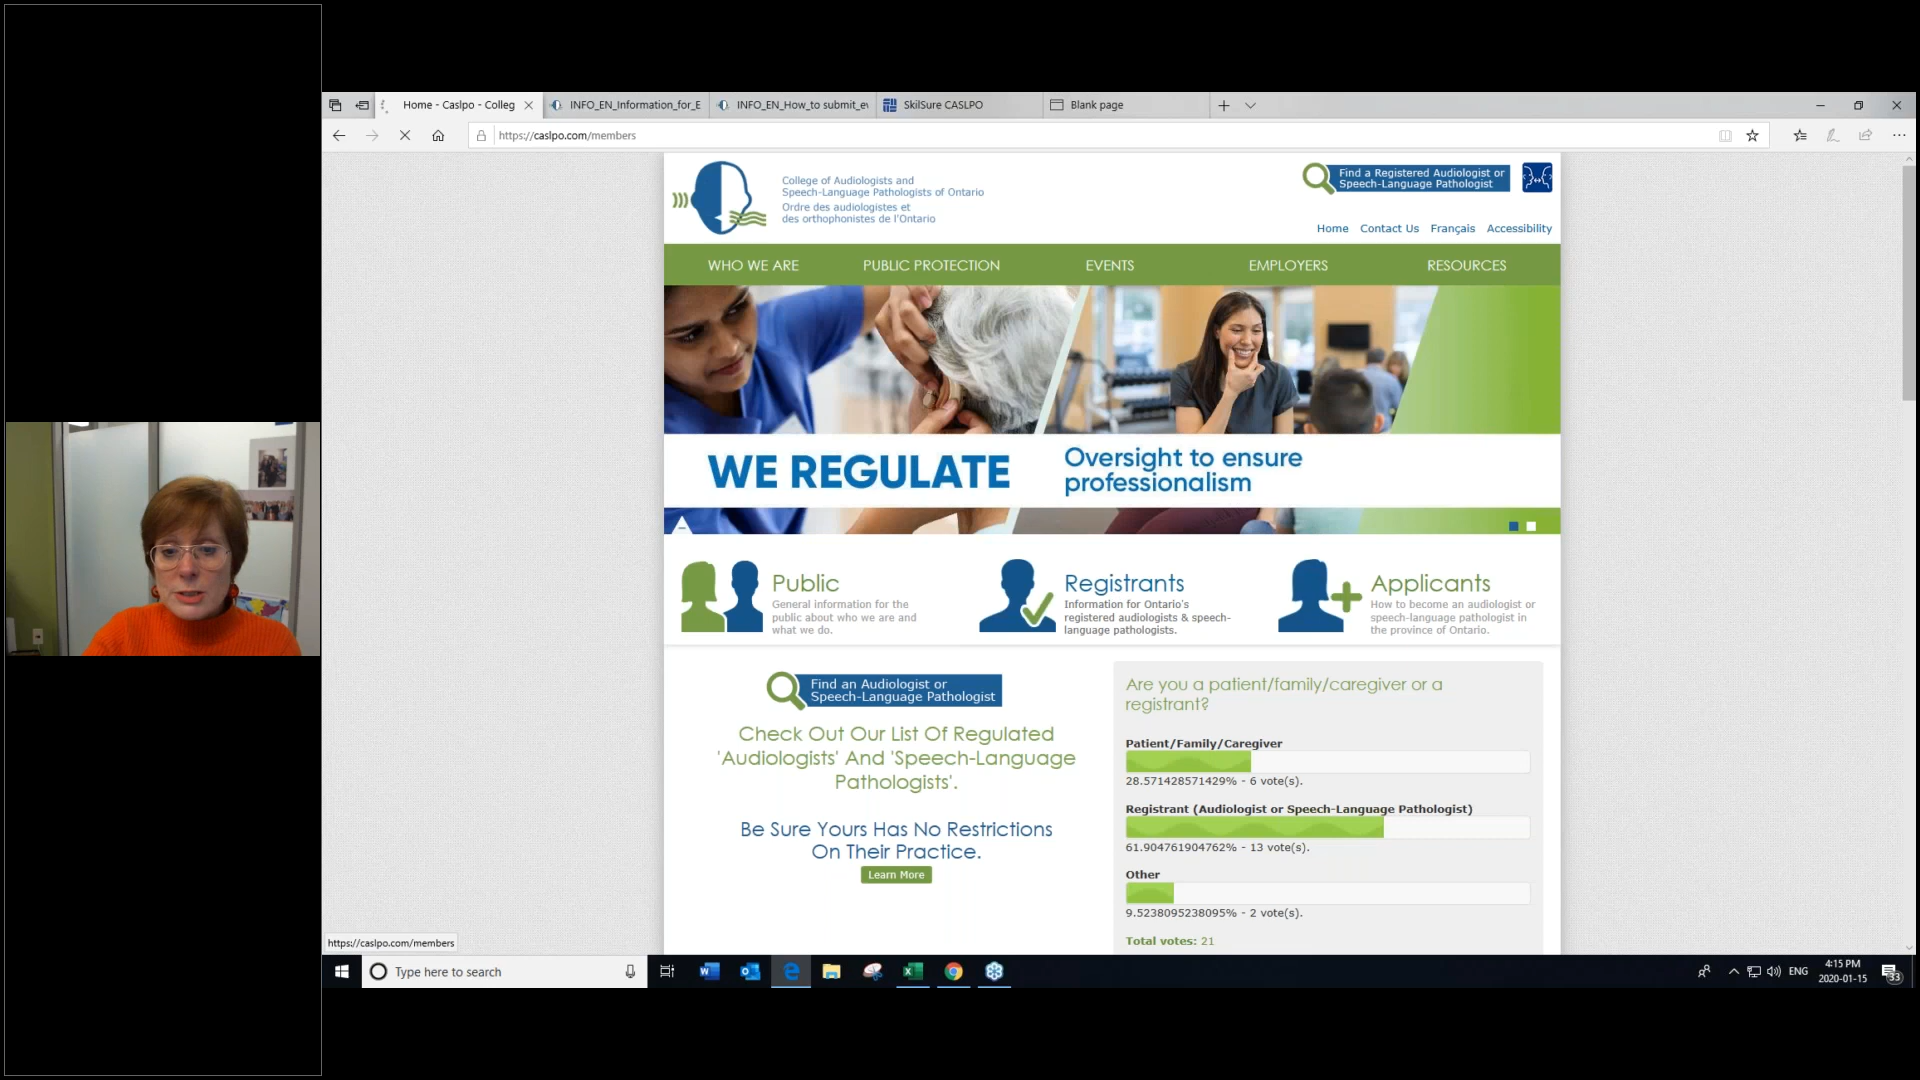 Home - Caslpo - Colleg
INFO_EN_Information_for_E
INFO_EN_How_to submit_ev
SkilSure CASLPO
Blank page
https://caslpo.com/members
College of Audiologists and
Speech-Language Pathologists of Ontario
Ordre des audiologistes et
des orthophonistes de l'Ontario
Find a Registered Audiologist or
Speech-Language Pathologist
Home Contact Us Français Accessibility
WHO WE ARE PUBLIC PROTECTION EVENTS EMPLOYERS RESOURCES
WE REGULATE
Oversight to ensure
professionalism
Public
General information for the
public about who we are and
what we do.
Registrants
Information for Ontario's
registered audiologists & speech-
language pathologists.
Applicants
How to become an audiologist or
speech-language pathologist in
the province of Ontario.
Find an Audiologist or
Speech-Language Pathologist
Check Out Our List Of Regulated
'Audiologists' And 'Speech-Language
Pathologists'.
Be Sure Yours Has No Restrictions
On Their Practice.
Learn More
Are you a patient/family/caregiver or a
registrant?
Patient/Family/Caregiver
28.571428571429% - 6 vote(s).
Registrant (Audiologist or Speech-Language Pathologist)
61.904761904762% - 13 vote(s).
Other
9.5238095238095% - 2 vote(s).
Total votes: 21
https://caslpo.com/members
Type here to search
ENG
4:15 PM
2020-01-15
33